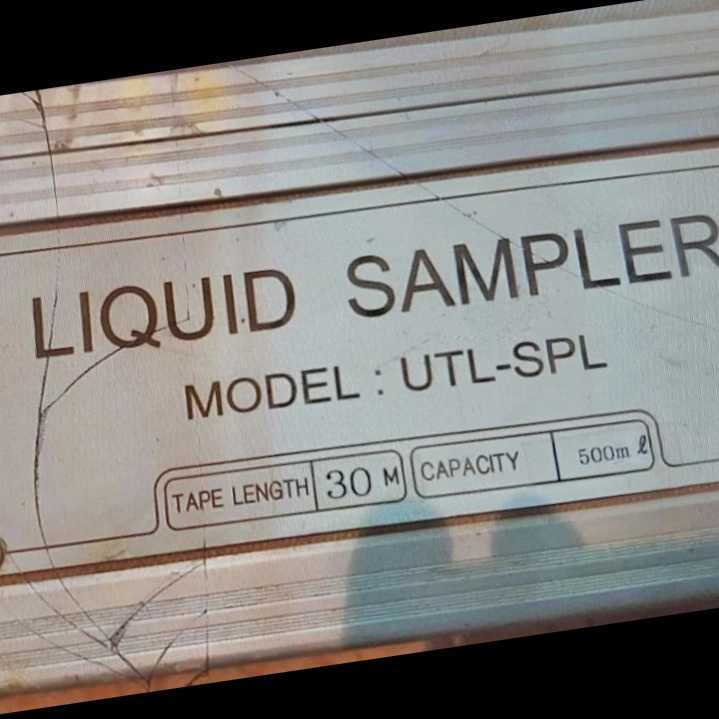 LIQUID SAMPLER
MODEL : UTL-SPL
TAPE LENGTH 30 M CAPACITY 500m ℓ